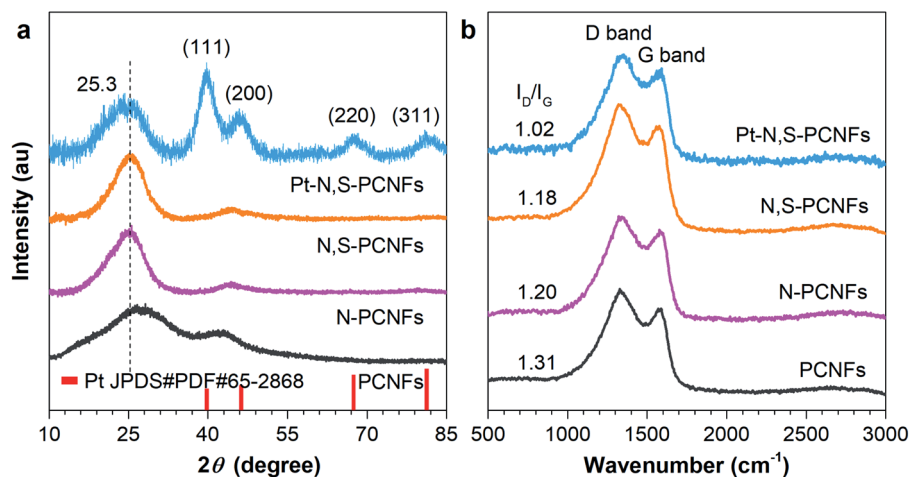 a
25.3
(111)
(200)
(220)
(311)
Pt-N,S-PCNFs
N,S-PCNFs
N-PCNFs
PCNFs
Pt JPDS#PDF#65-2868
10
25
40
55
70
85
2θ (degree)
Intensity (au)
b
D band
G band
I_D/I_G
1.02
Pt-N,S-PCNFs
1.18
N,S-PCNFs
1.20
N-PCNFs
1.31
PCNFs
500
1000
1500
2000
2500
3000
Wavenumber (cm⁻¹)